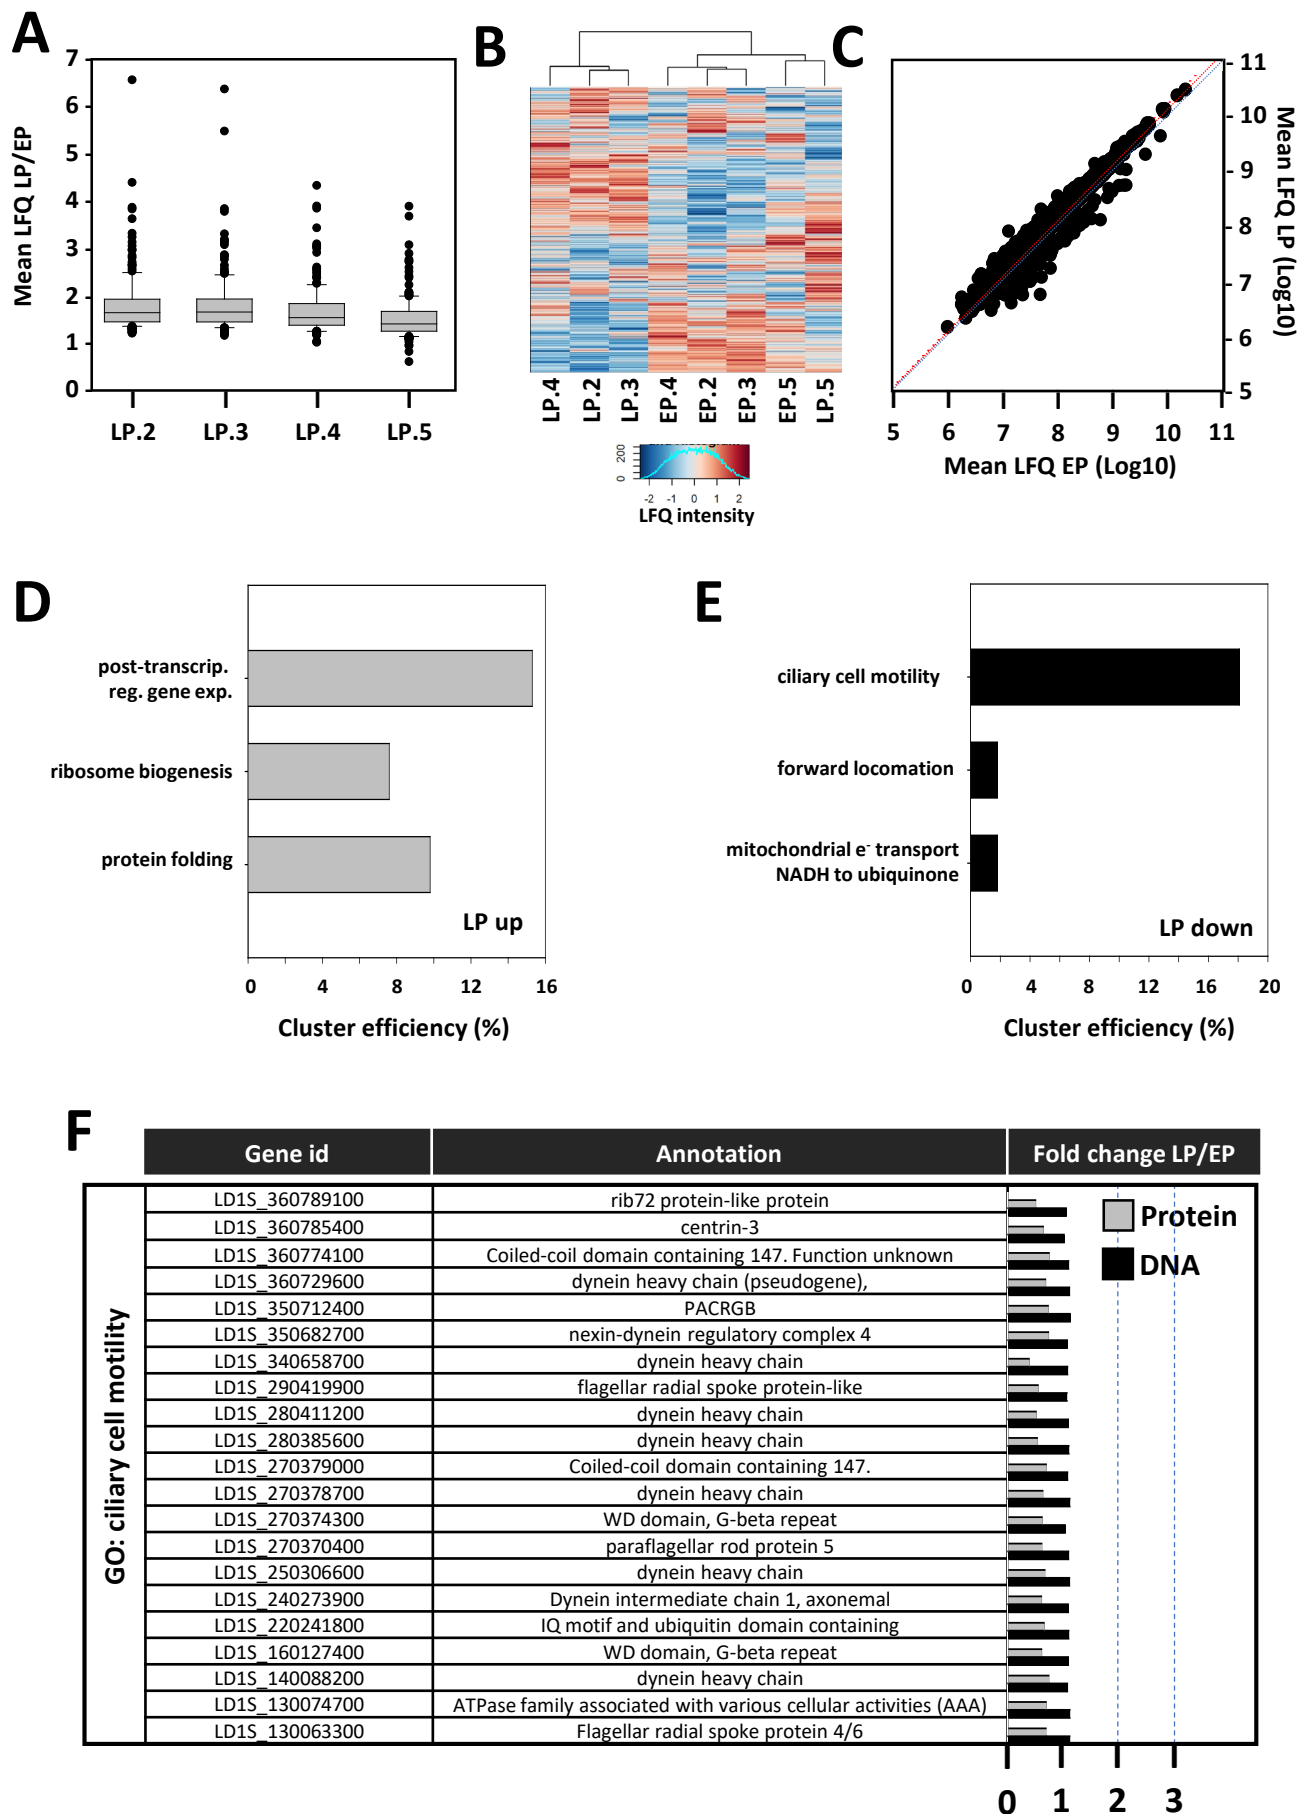 A
Mean LFQ LP/EP
7
6
5
4
3
2
1
0
LP.2 LP.3 LP.4 LP.5
B
LP.4 LP.2 LP.3 EP.4 EP.2 EP.3 EP.5 LP.5
0 200
-2 -1 0 1 2
LFQ intensity
C
11
10
9
8
7
6
5
Mean LFQ LP (Log10)
5 6 7 8 9 10 11
Mean LFQ EP (Log10)
D
post-transcrip.
reg. gene exp.
ribosome biogenesis
protein folding
LP up
0 4 8 12 16
Cluster efficiency (%)
E
ciliary cell motility
forward locomation
mitochondrial e- transport
NADH to ubiquinone
LP down
0 4 8 12 16 20
Cluster efficiency (%)
F
Gene id Annotation Fold change LP/EP
GO: ciliary cell motility
LD1S_360789100 rib72 protein-like protein
LD1S_360785400 centrin-3
LD1S_360774100 Coiled-coil domain containing 147. Function unknown
LD1S_360729600 dynein heavy chain (pseudogene),
LD1S_350712400 PACRGB
LD1S_350682700 nexin-dynein regulatory complex 4
LD1S_340658700 dynein heavy chain
LD1S_290419900 flagellar radial spoke protein-like
LD1S_280411200 dynein heavy chain
LD1S_280385600 dynein heavy chain
LD1S_270379000 Coiled-coil domain containing 147.
LD1S_270378700 dynein heavy chain
LD1S_270374300 WD domain, G-beta repeat
LD1S_270370400 paraflagellar rod protein 5
LD1S_250306600 dynein heavy chain
LD1S_240273900 Dynein intermediate chain 1, axonemal
LD1S_220241800 IQ motif and ubiquitin domain containing
LD1S_160127400 WD domain, G-beta repeat
LD1S_140088200 dynein heavy chain
LD1S_130074700 ATPase family associated with various cellular activities (AAA)
LD1S_130063300 Flagellar radial spoke protein 4/6
Protein
DNA
0 1 2 3